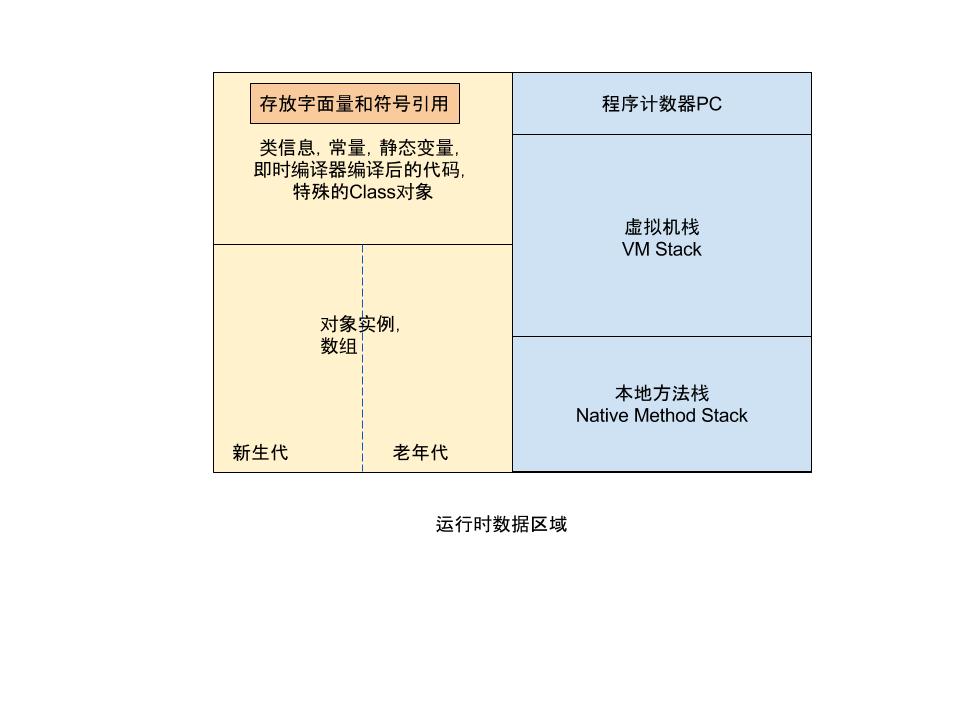 存放字面量和符号引用
类信息, 常量, 静态变量,
即时编译器编译后的代码,
特殊的Class对象
对象实例,
数组
新生代
老年代
程序计数器PC
虚拟机栈
VM Stack
本地方法栈
Native Method Stack
运行时数据区域